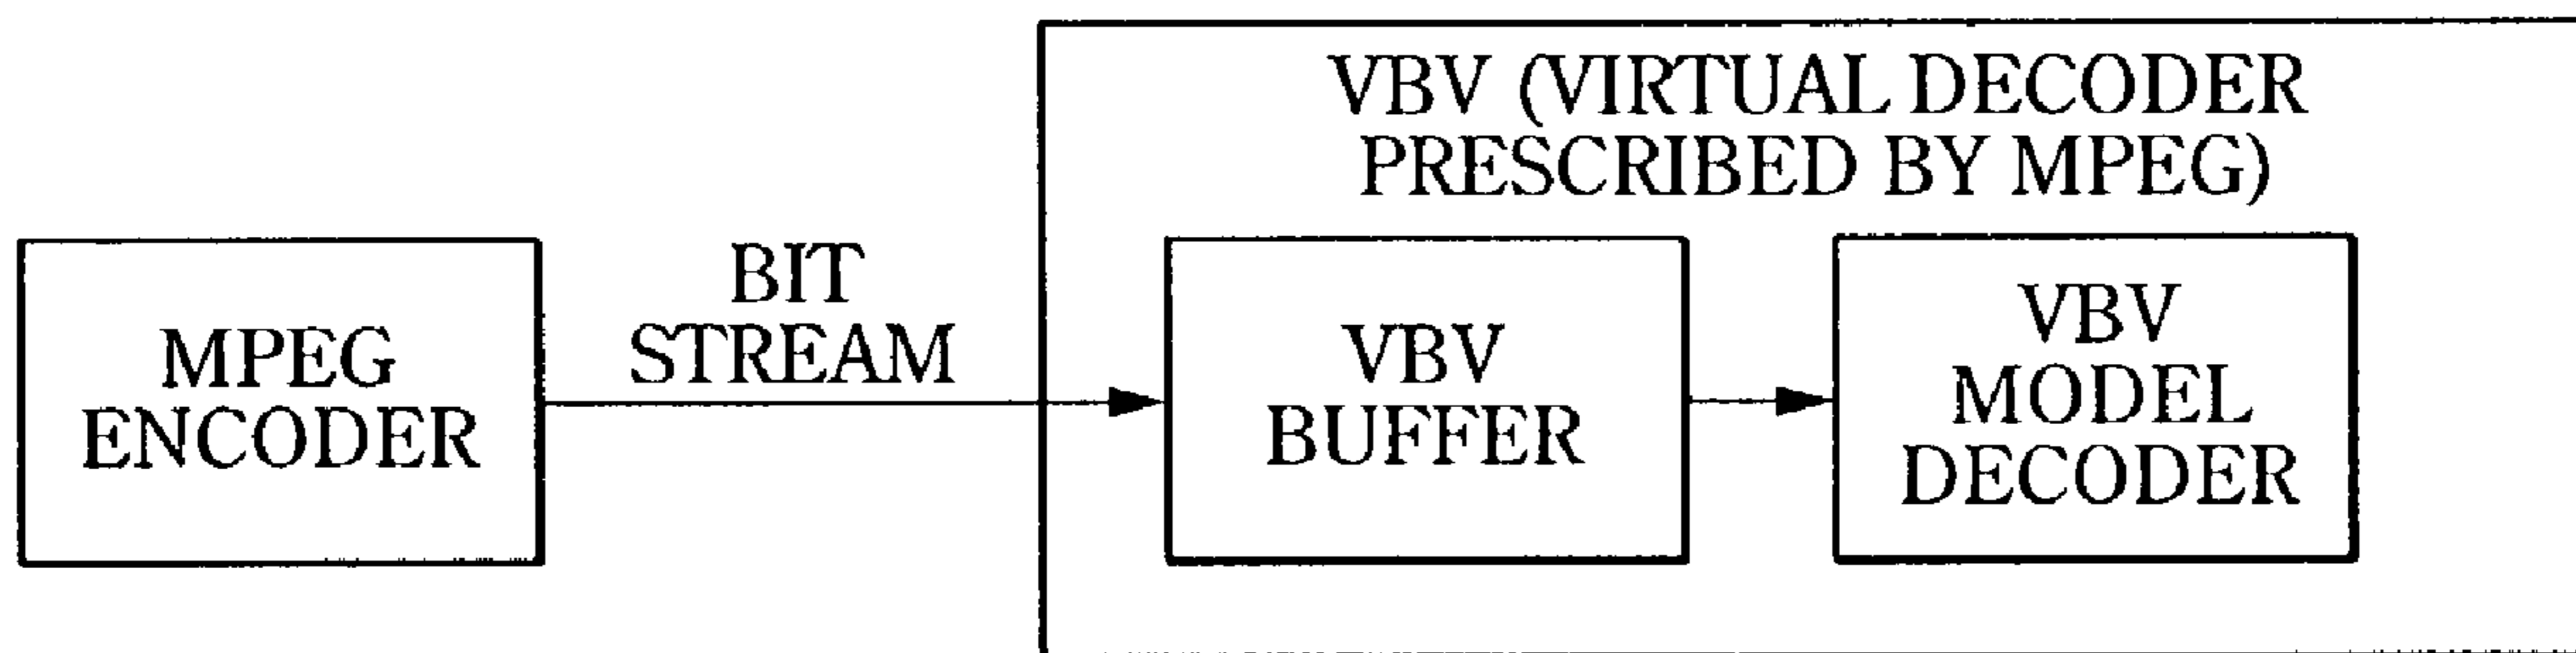 VBV (VIRTUAL DECODER
PRESCRIBED BY MPEG)
MPEG
ENCODER
BIT
STREAM
VBV
BUFFER
VBV
MODEL
DECODER